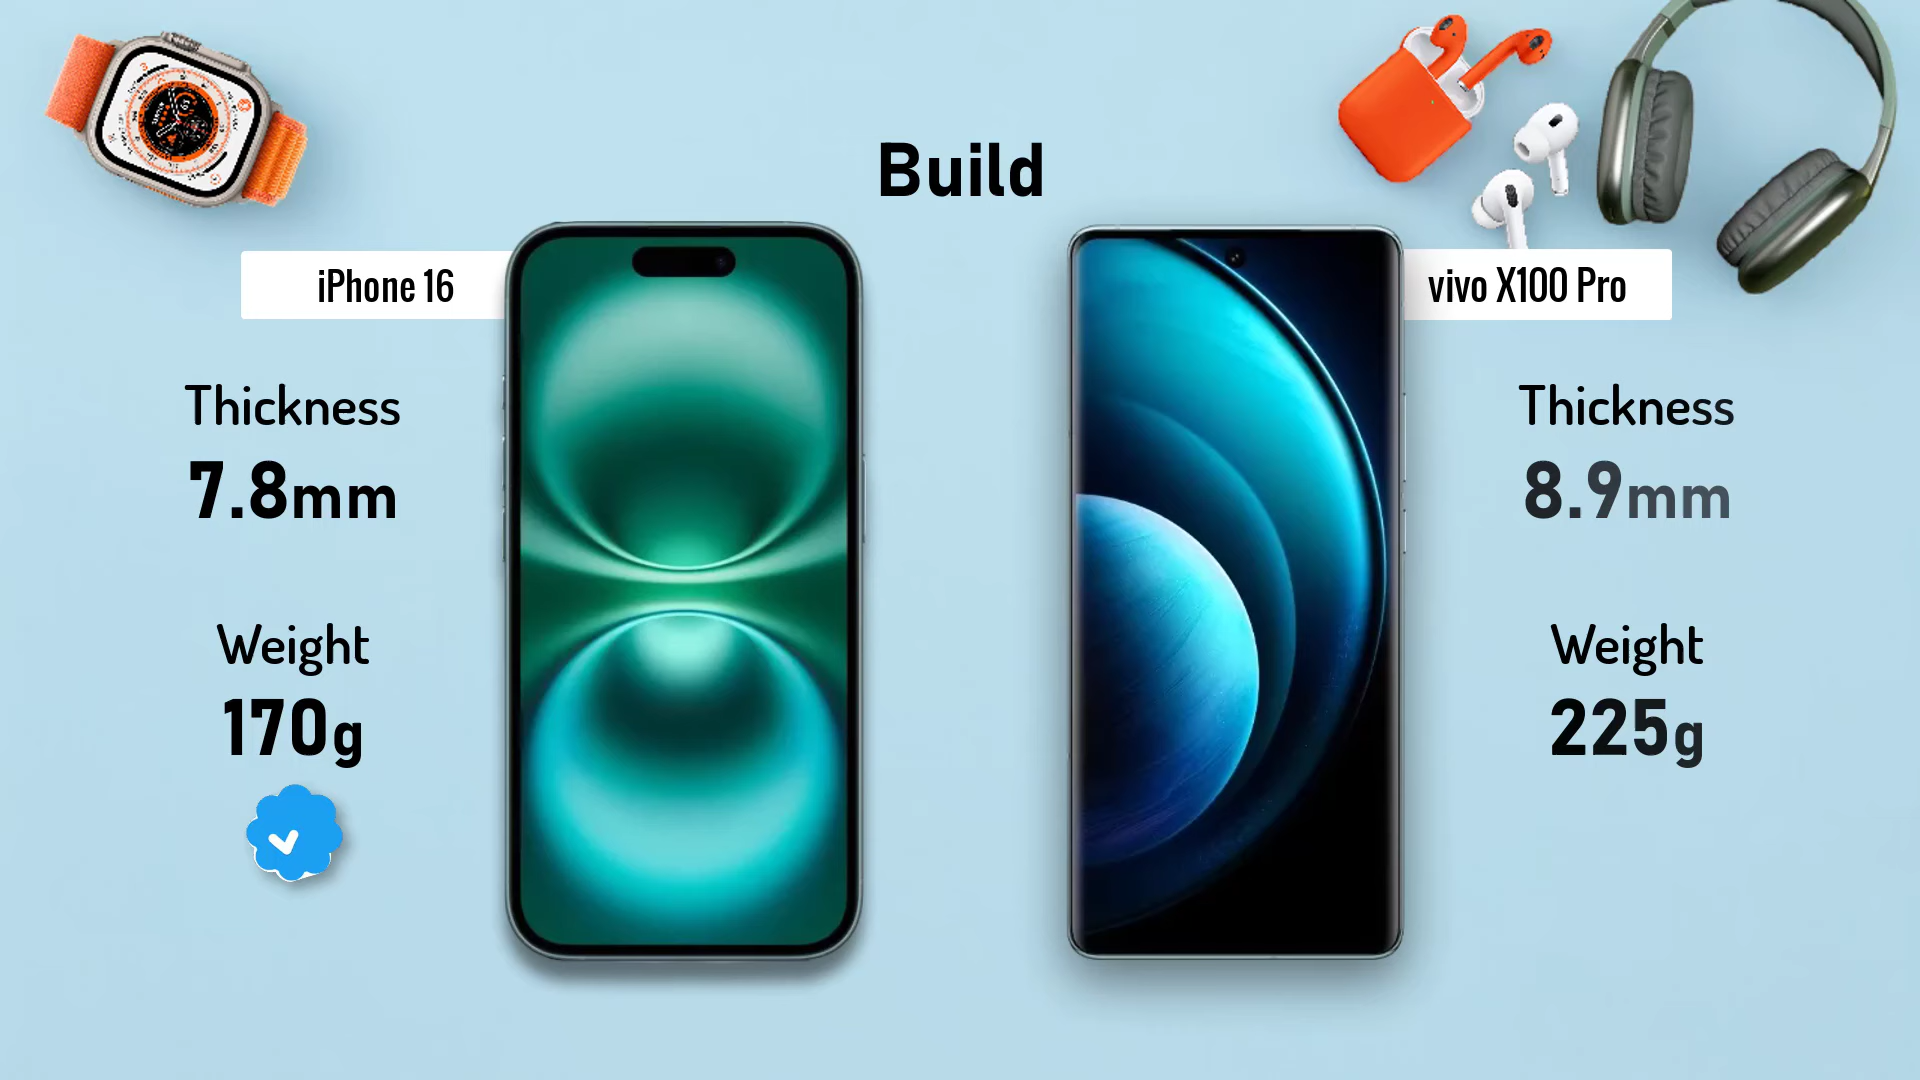 Build
iPhone 16
Thickness
7.8mm
Weight
170g
vivo X100 Pro
Thickness
8.9mm
Weight
225g